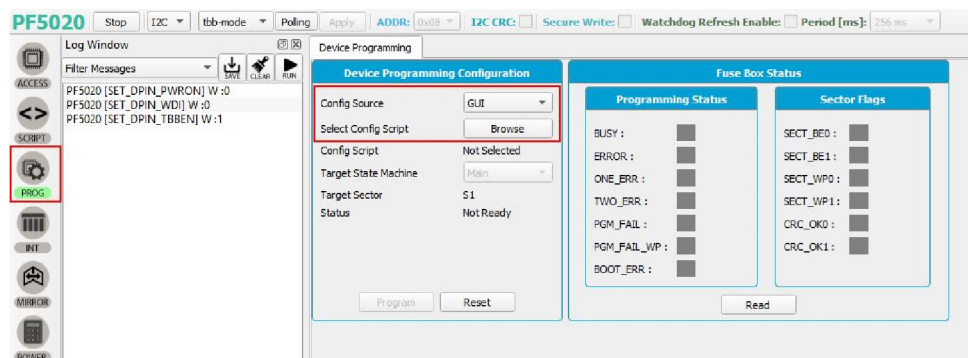 PF5020 Stop I2C tbb-mode Polling Apply ADDR: 0x08 I2C CRC: Secure Write: Watchdog Refresh Enable: Period [ms]: 256 ms
ACCESS
SCRIPT
PROG
INT
MIRROR
POWER
Log Window
Filter Messages SAVE CLEAR RUN
PF5020 [SET_DPIN_PWRON] W :0
PF5020 [SET_DPIN_WDI] W :0
PF5020 [SET_DPIN_TBBEN] W :1
Device Programming
Device Programming Configuration
Config Source GUI
Select Config Script Browse
Config Script Not Selected
Target State Machine Main
Target Sector S1
Status Not Ready
Program Reset
Fuse Box Status
Programming Status
BUSY :
ERROR :
ONE_ERR :
TWO_ERR :
PGM_FAIL :
PGM_FAIL_WP :
BOOT_ERR :
Sector Flags
SECT_BE0 :
SECT_BE1 :
SECT_WP0 :
SECT_WP1 :
CRC_OK0 :
CRC_OK1 :
Read